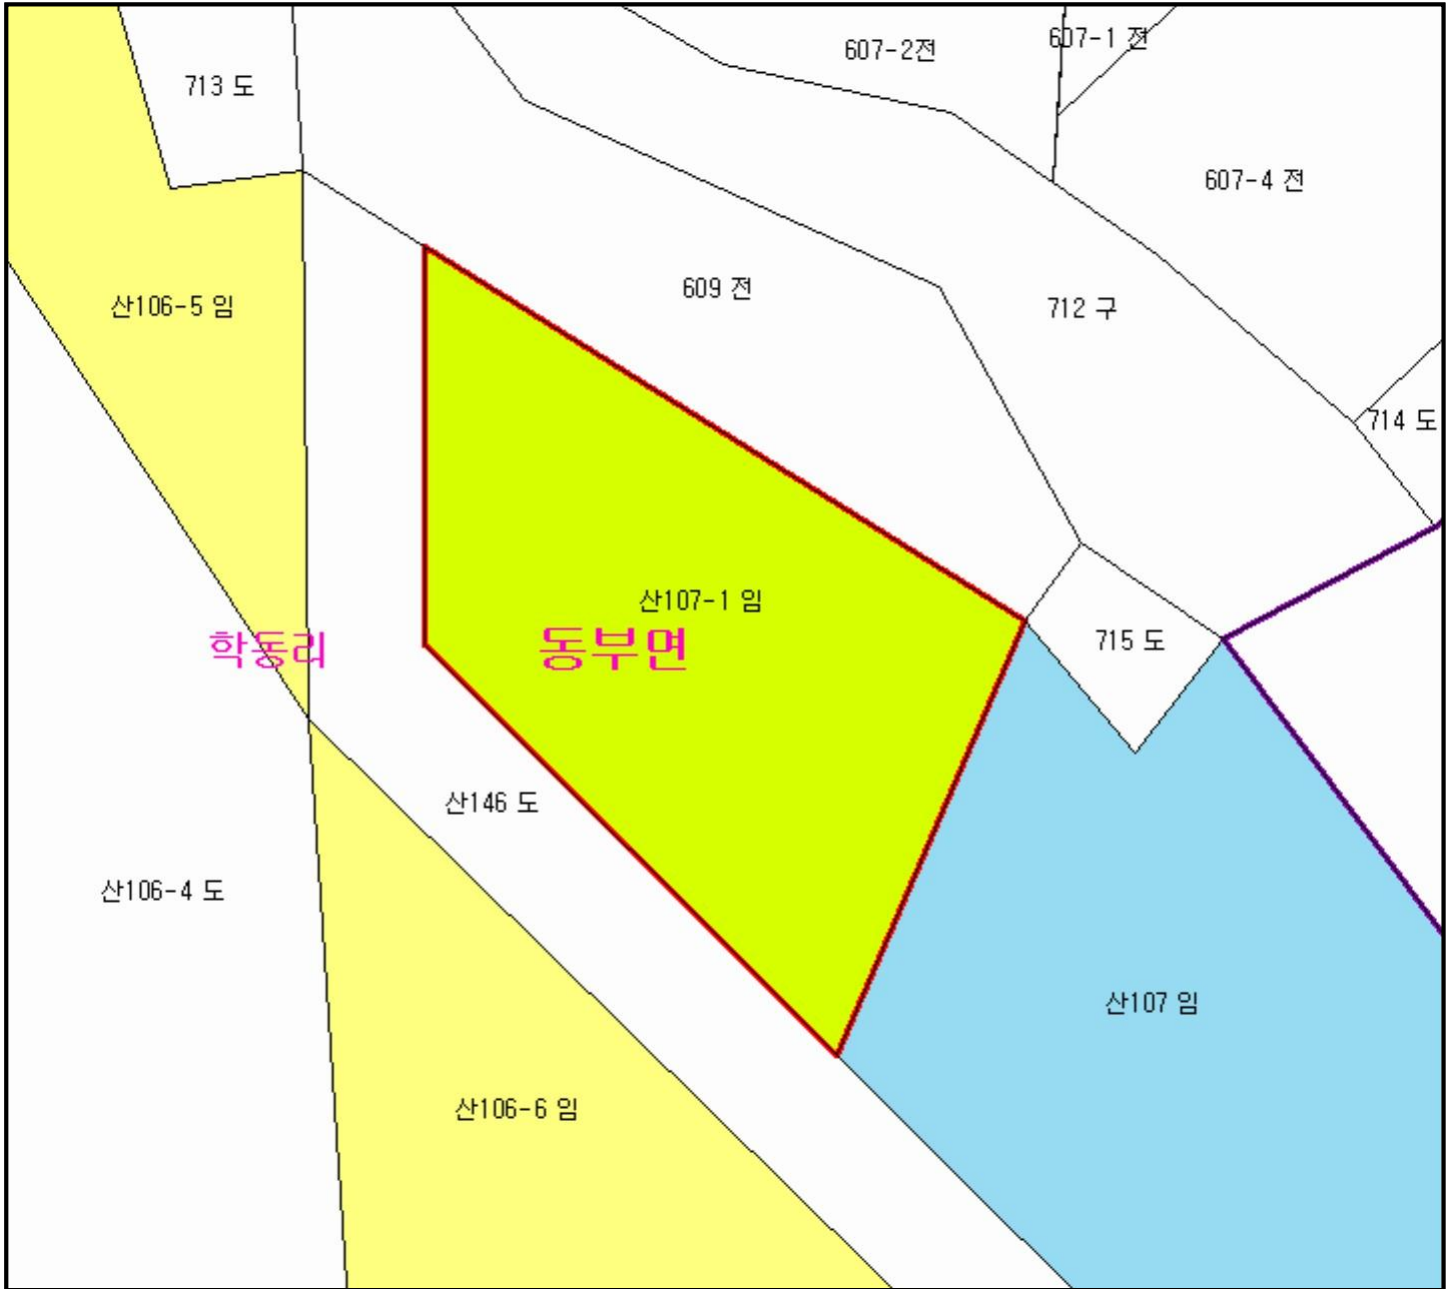 607-1 전
607-2전
713 도
607-4 전
609 전
산106-5 임
712 구
714 도
산107-1 임
715 도
학동리
동부면
산146 도
산106-4 도
산107 임
산106-6 임